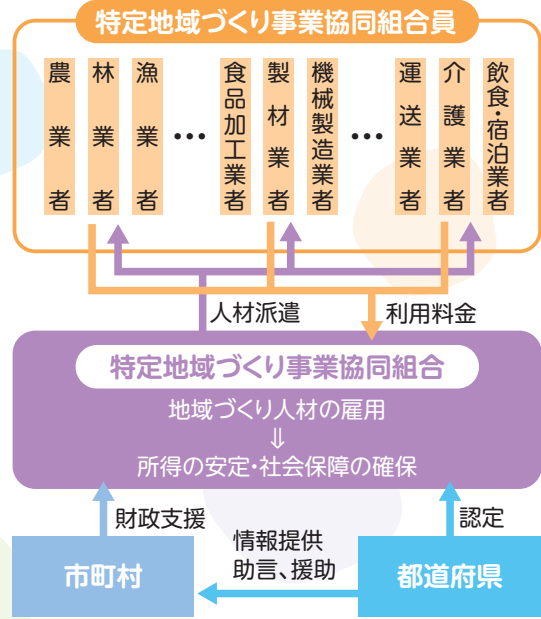 特定地域づくり事業協同組合員
農業者
林業者
漁業者
…
食品加工業者
製材業者
機械製造業者
…
運送業者
介護業者
飲食・宿泊業者
人材派遣
利用料金
特定地域づくり事業協同組合
地域づくり人材の雇用
⇓
所得の安定・社会保障の確保
財政支援
認定
市町村
情報提供
助言、援助
都道府県